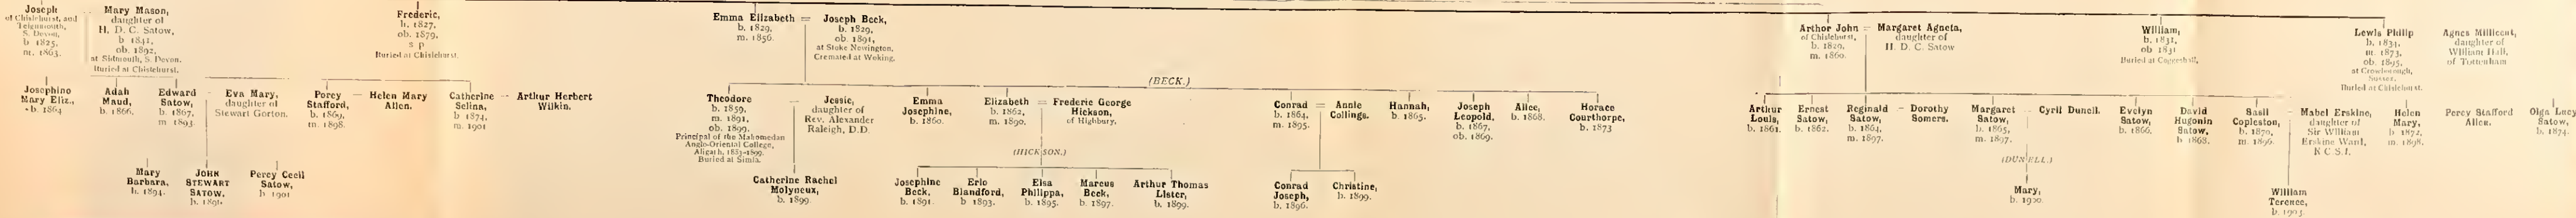 Joseph
of Chislehurst, and
Teignmouth,
S. Devon,
b 1825,
m. 1863.
Mary Mason,
daughter of
H. D. C. Satow,
b 1841,
ob. 1892,
at Sidmouth, S. Devon.
Buried at Chislehurst.
Frederic,
b. 1827,
ob. 1879,
s p
Buried at Chislehurst.
Emma Elizabeth =
b. 1829,
m. 1856.
Joseph Beck,
b. 1829,
ob. 1891,
at Stoke Newington,
Cremated at Woking.
Arthor John =
of Chislehurst,
b. 1829,
m. 1860.
Margaret Agneta,
daughter of
H. D. C. Satow
William,
b. 1831,
ob 1831
Buried at Coggeshall,
Lewis Philip
b. 1834,
m. 1873,
ob. 1895,
at Crowborough,
Sussex.
Buried at Chislehurst.
Agnes Millicent,
daughter of
William Hall,
of Tottenham
(BECK.)
Josephine
Mary Eliz.,
b. 1864
Adah
Maud,
b. 1866.
Edward
Satow,
b. 1867,
m 1893
Eva Mary,
daughter of
Stewart Gorton.
Percy
Stafford,
b. 1869,
m. 1898.
Helen Mary
Allen.
Catherine
Selina,
b 1874,
m. 1901
Arthur Herbert
Wilkin.
Theodore
b. 1859,
m. 1891,
ob. 1899.
Principal of the Mahomedan
Anglo-Oriental College,
Aligarh, 1883-1899.
Buried at Simla.
Jessie,
daughter of
Rev. Alexander
Raleigh, D.D.
Emma
Josephine,
b. 1860.
Elizabeth =
b. 1862,
m. 1890.
Frederic George
Hickson,
of Highbury.
Conrad =
b. 1864,
m. 1895.
Annie
Collings.
Hannah,
b. 1865.
Joseph
Leopold,
b. 1867,
ob. 1869.
Alice,
b. 1868.
Horace
Courthorpe,
b. 1873
Arthur
Louis,
b. 1861.
Ernest
Satow,
b. 1862.
Reginald
Satow,
b. 1864,
m. 1897.
Dorothy
Somers.
Margaret
Satow,
b. 1865,
m. 1897.
Cyril Dunell.
Evelyn
Satow,
b. 1866.
David
Hugonin
Satow,
b 1868.
Basil
Copleston,
b. 1870,
m. 1896.
Mabel Erskine,
daughter of
Sir William
Erskine Ward,
K C.S.I.
Helen
Mary,
b 1872,
m. 1898.
Percy Stafford
Allen.
Olga Lucy
Satow,
b. 1874.
(HICKSON.)
(DUNELL.)
Mary
Barbara,
b. 1894.
JOHN
STEWART
SATOW,
Percy Cecil
Satow,
b 1901
Catherine Rachel
Molyneux,
b. 1899
Josephine
Beck,
b. 1891
Eric
Blandford,
b 1893.
Elsa
Philippa,
b. 1895.
Marcus
Beck,
b. 1897.
Arthur Thomas
Lister,
b. 1899.
Conrad
Joseph,
b. 1896.
Christine,
b. 1899.
Mary,
b. 1900
William
Terence,
b. 1903